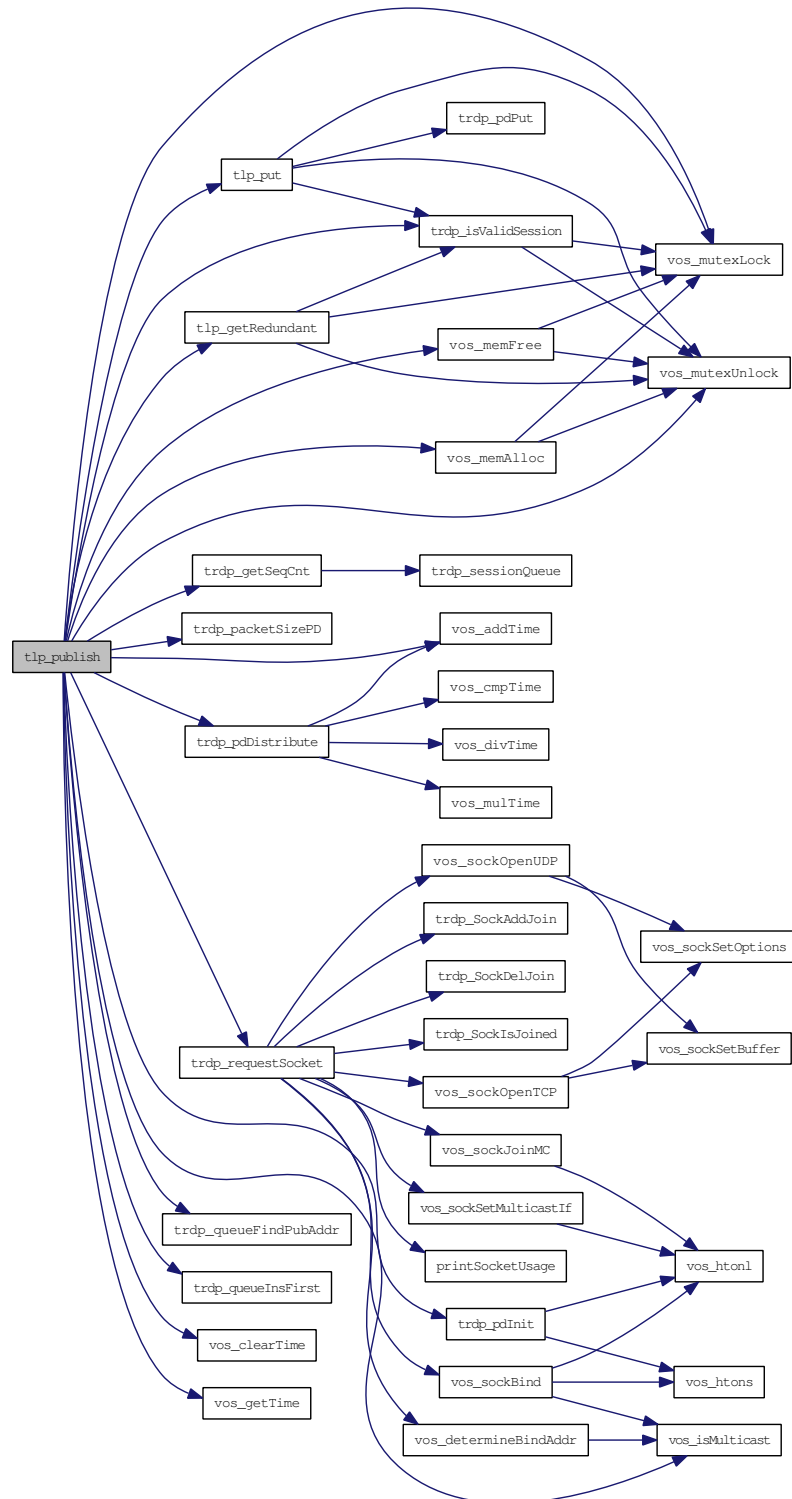 trdp_pdPut
tlp_put
trdp_isValidSession
vos_mutexLock
tlp_getRedundant
vos_memFree
vos_mutexUnlock
vos_memAlloc
trdp_getSeqCnt
trdp_sessionQueue
trdp_packetSizePD
vos_addTime
tlp_publish
vos_cmpTime
trdp_pdDistribute
vos_divTime
vos_mulTime
vos_sockOpenUDP
trdp_SockAddJoin
vos_sockSetOptions
trdp_SockDelJoin
trdp_SockIsJoined
vos_sockSetBuffer
trdp_requestSocket
vos_sockOpenTCP
vos_sockJoinMC
vos_sockSetMulticastIf
trdp_queueFindPubAddr
printSocketUsage
vos_htonl
trdp_queueInsFirst
trdp_pdInit
vos_clearTime
vos_sockBind
vos_htons
vos_getTime
vos_determineBindAddr
vos_isMulticast